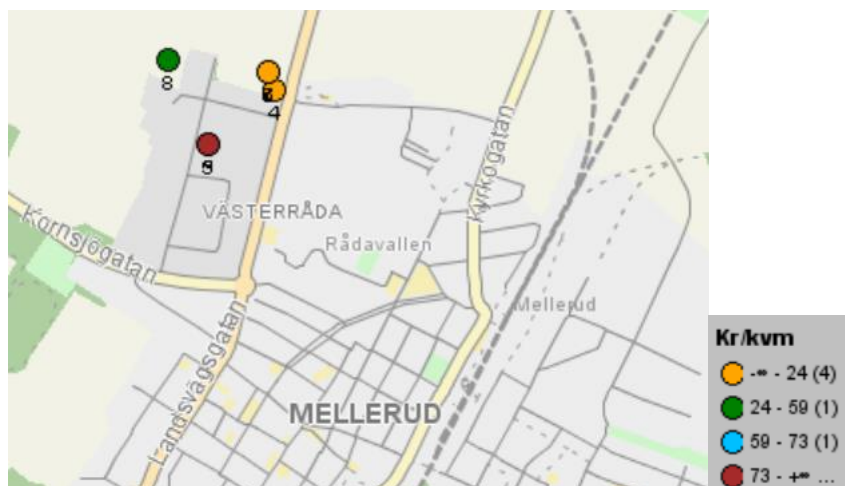 8
4
9
VÄSTERRÅDA
Kyrkogatan
Rådavallen
Kornsjögatan
Mellerud
Landsvägsgatan
MELLERUD
Kr/kvm
-∞ - 24 (4)
24 - 59 (1)
59 - 73 (1)
73 - +∞ ...